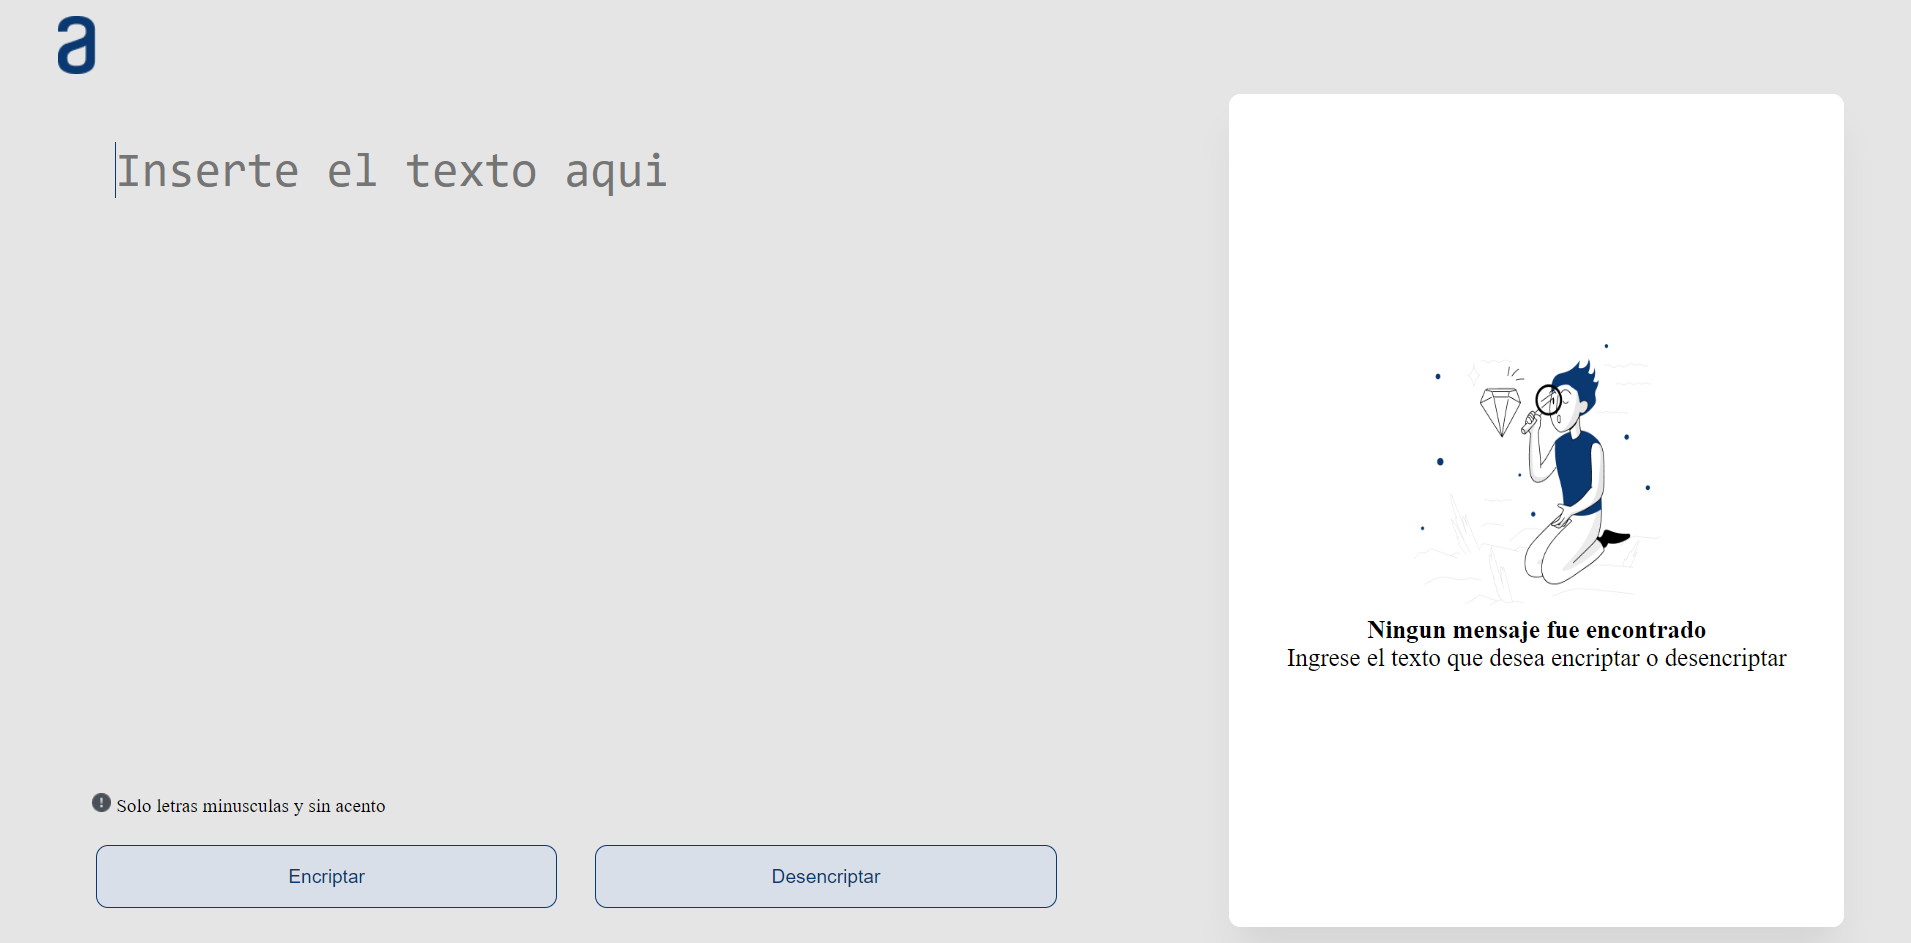 a
Inserte el texto aqui
Ningun mensaje fue encontrado
Ingrese el texto que desea encriptar o desencriptar
! Solo letras minusculas y sin acento
Encriptar
Desencriptar